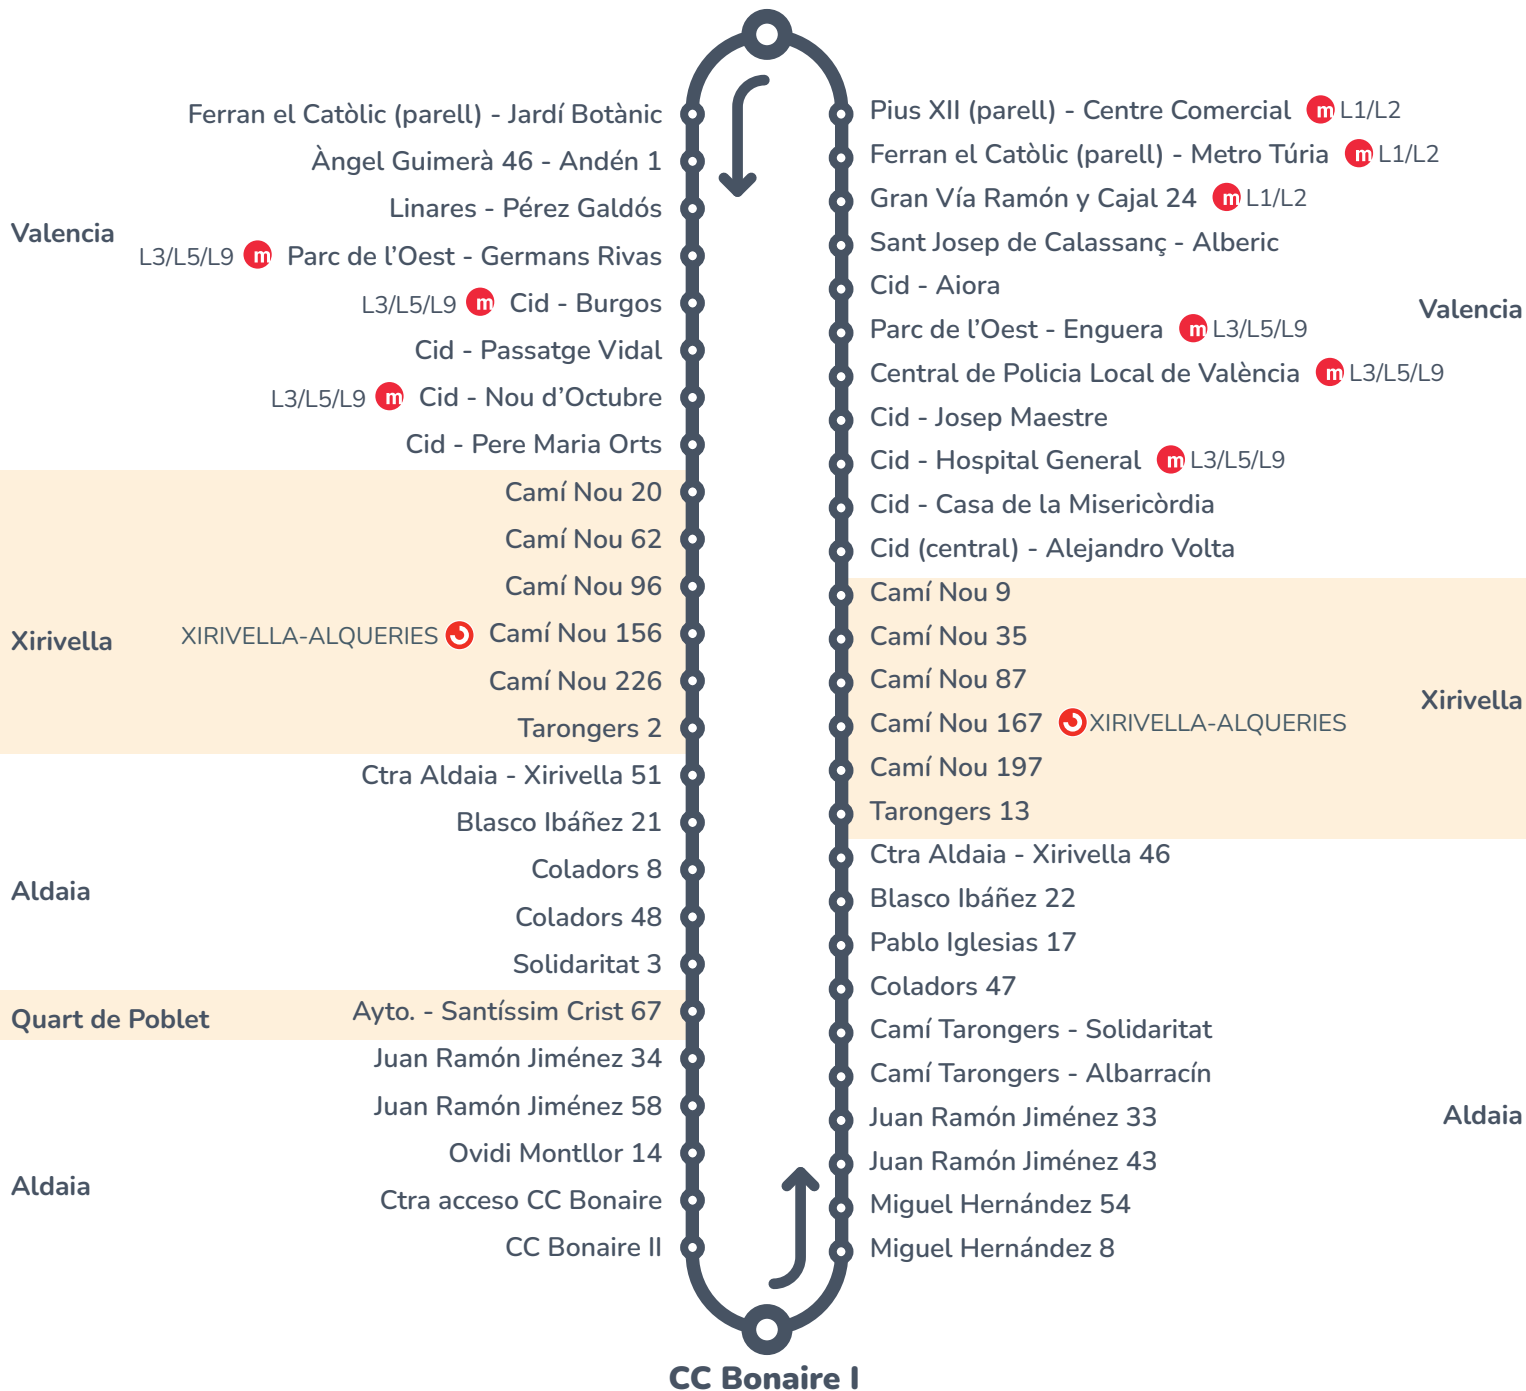 Ferran el Catòlic (parell) - Jardí Botànic
Àngel Guimerà 46 - Andén 1
Linares - Pérez Galdós
Valencia
L3/L5/L9 m Parc de l’Oest - Germans Rivas
L3/L5/L9 m Cid - Burgos
Cid - Passatge Vidal
L3/L5/L9 m Cid - Nou d’Octubre
Cid - Pere Maria Orts
Camí Nou 20
Camí Nou 62
Camí Nou 96
Xirivella
XIRIVELLA-ALQUERIES Camí Nou 156
Camí Nou 226
Tarongers 2
Ctra Aldaia - Xirivella 51
Blasco Ibáñez 21
Coladors 8
Aldaia
Coladors 48
Solidaritat 3
Quart de Poblet
Ayto. - Santíssim Crist 67
Juan Ramón Jiménez 34
Juan Ramón Jiménez 58
Ovidi Montllor 14
Aldaia
Ctra acceso CC Bonaire
CC Bonaire II
Pius XII (parell) - Centre Comercial m L1/L2
Ferran el Catòlic (parell) - Metro Túria m L1/L2
Gran Vía Ramón y Cajal 24 m L1/L2
Sant Josep de Calassanç - Alberic
Cid - Aiora
Valencia
Parc de l’Oest - Enguera m L3/L5/L9
Central de Policia Local de València m L3/L5/L9
Cid - Josep Maestre
Cid - Hospital General m L3/L5/L9
Cid - Casa de la Misericòrdia
Cid (central) - Alejandro Volta
Camí Nou 9
Camí Nou 35
Camí Nou 87
Xirivella
Camí Nou 167 XIRIVELLA-ALQUERIES
Camí Nou 197
Tarongers 13
Ctra Aldaia - Xirivella 46
Blasco Ibáñez 22
Pablo Iglesias 17
Coladors 47
Camí Tarongers - Solidaritat
Camí Tarongers - Albarracín
Juan Ramón Jiménez 33
Aldaia
Juan Ramón Jiménez 43
Miguel Hernández 54
Miguel Hernández 8
CC Bonaire I